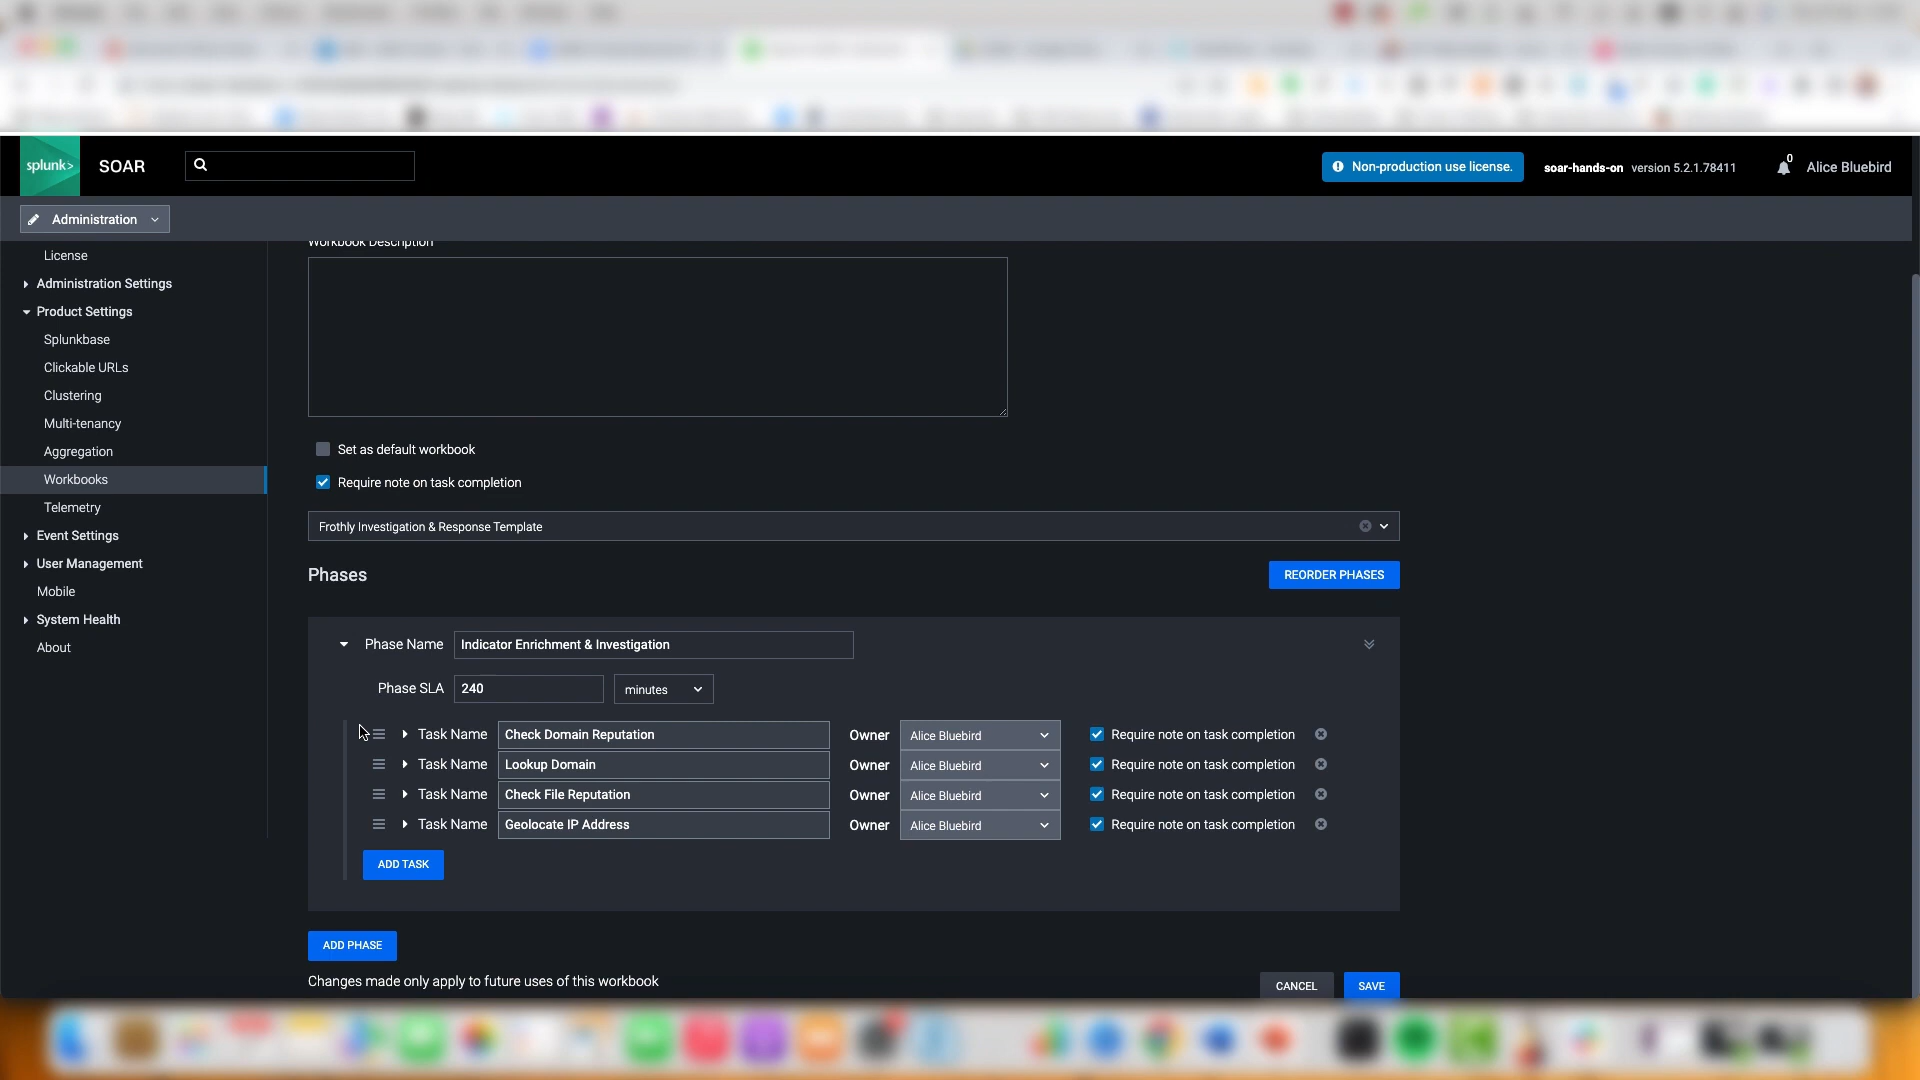 splunk>
SOAR
Non-production use license.
soar-hands-on version 5.2.1.78411
0
Alice Bluebird
Administration
License
Administration Settings
Product Settings
Splunkbase
Clickable URLs
Clustering
Multi-tenancy
Aggregation
Workbooks
Telemetry
Event Settings
User Management
Mobile
System Health
About
Workbook Description
Set as default workbook
Require note on task completion
Frothly Investigation & Response Template
Phases
REORDER PHASES
Phase Name Indicator Enrichment & Investigation
Phase SLA 240 minutes
Task Name Check Domain Reputation Owner Alice Bluebird Require note on task completion
Task Name Lookup Domain Owner Alice Bluebird Require note on task completion
Task Name Check File Reputation Owner Alice Bluebird Require note on task completion
Task Name Geolocate IP Address Owner Alice Bluebird Require note on task completion
ADD TASK
ADD PHASE
Changes made only apply to future uses of this workbook
CANCEL
SAVE